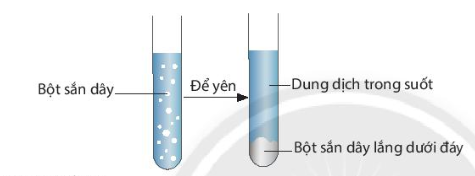 Bột sắn dây
Để yên
Dung dịch trong suốt
Bột sắn dây lắng dưới đáy